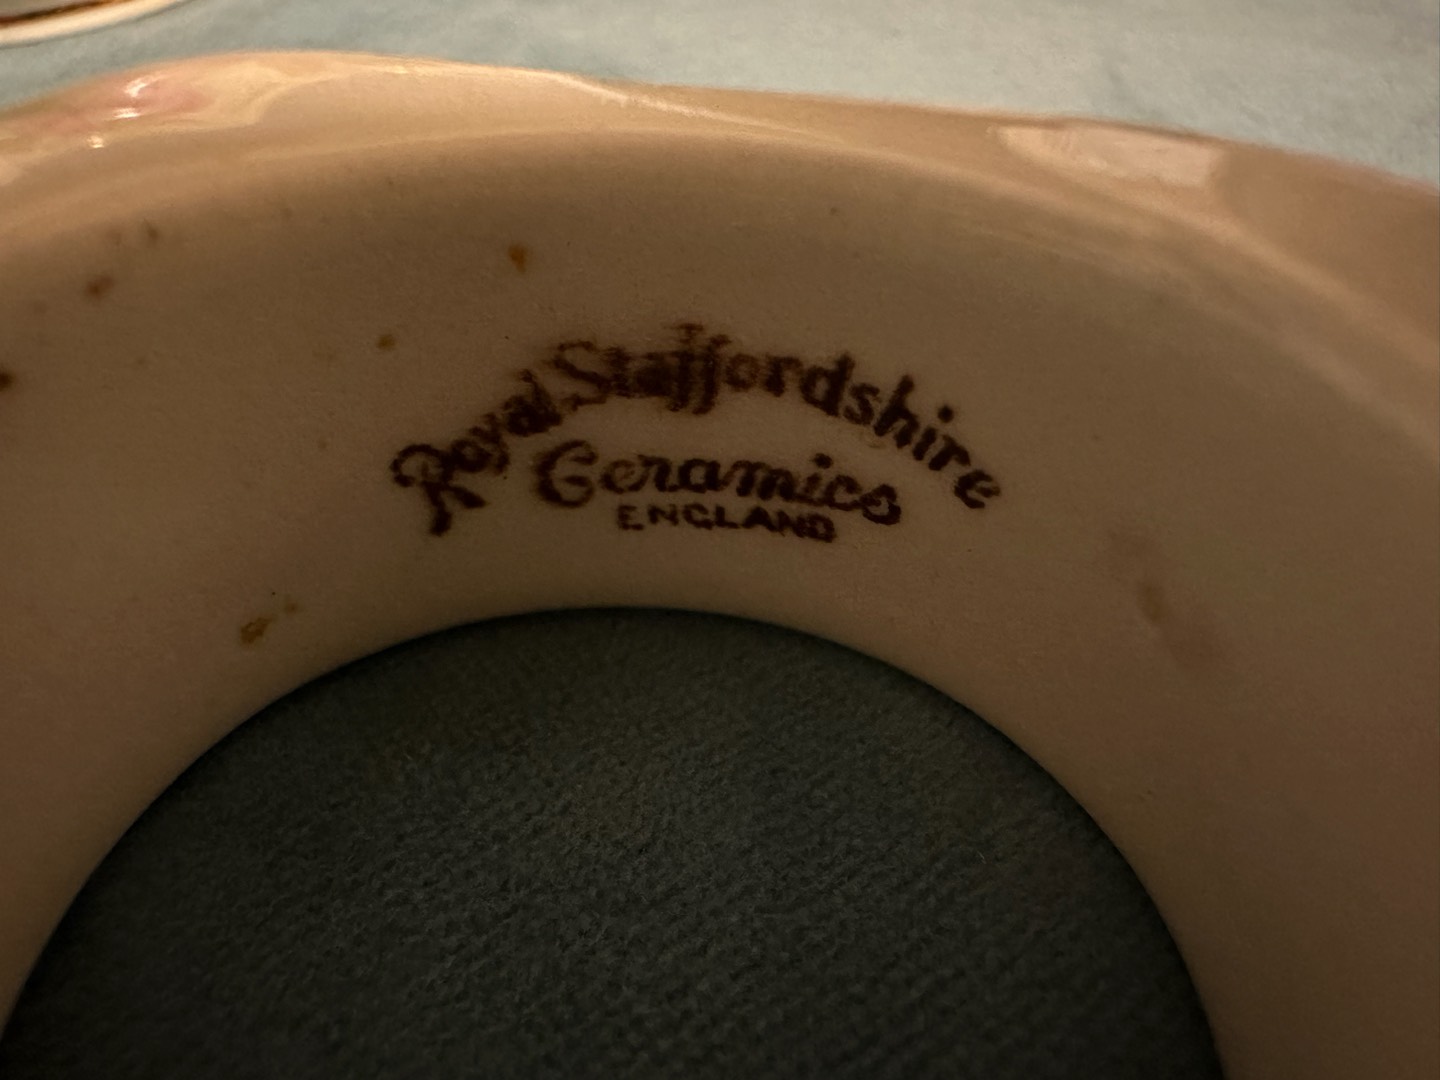 Royal Staffordshire
Ceramics
ENGLAND